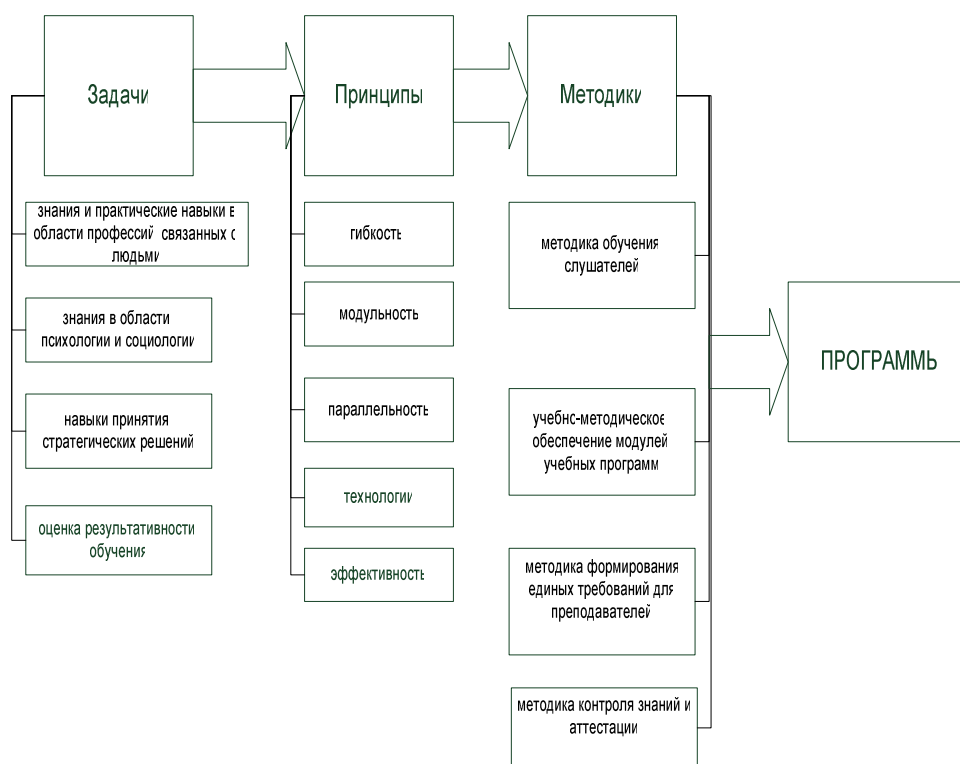 Задачи
Принципы
Методики
знания и практические навыки в
области профессий связанных с
людьми
знания в области
психологии и социологии
навыки принятия
стратегических решений
оценка результативности
обучения
гибкость
модульность
параллельность
технологии
эффективность
методика обучения
слушателей
учебно-методическое
обеспечение модулей
учебных программ
методика формирования
единых требований для
преподавателей
методика контроля знаний и
аттестации
ПРОГРАММЫ